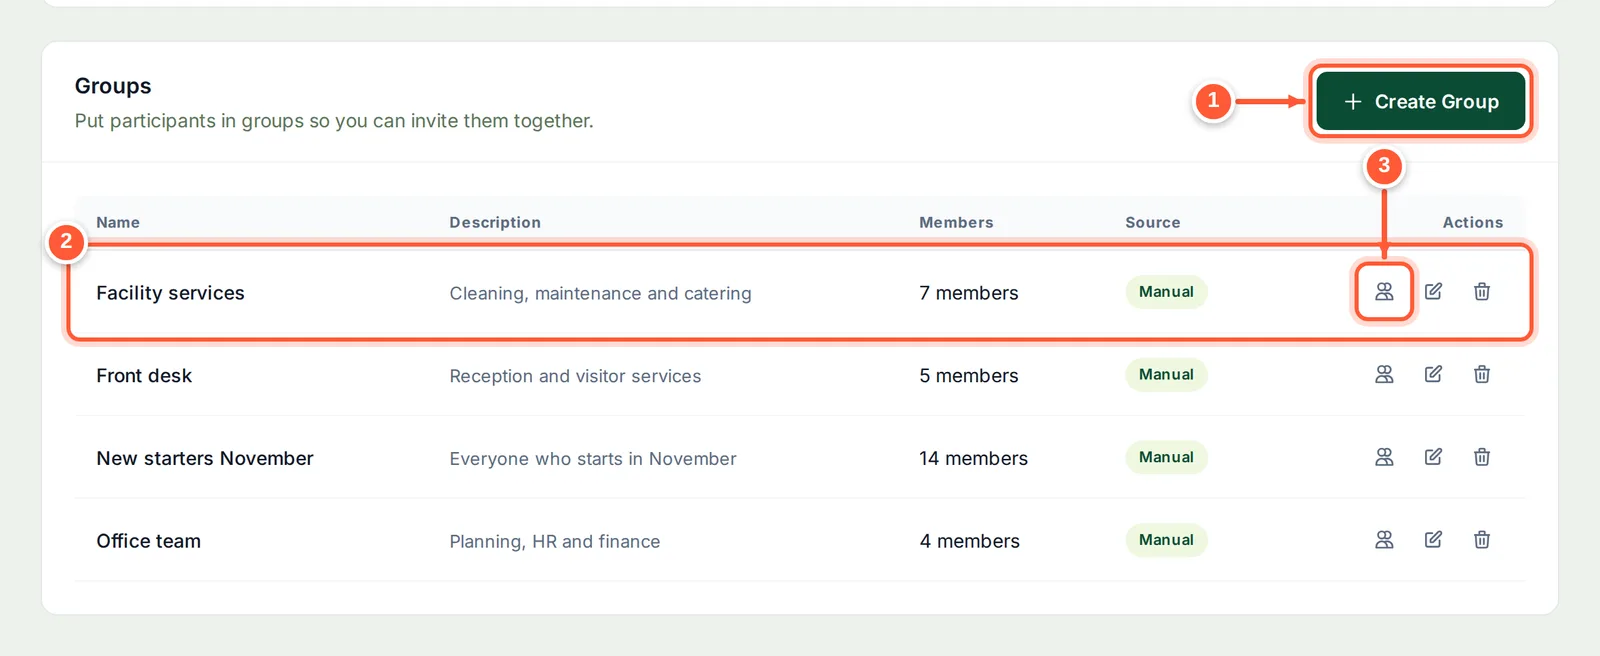 Groups
Put participants in groups so you can invite them together.
1
+ Create Group
3
Name Description Members Source Actions
2
Facility services Cleaning, maintenance and catering 7 members Manual
Front desk Reception and visitor services 5 members Manual
New starters November Everyone who starts in November 14 members Manual
Office team Planning, HR and finance 4 members Manual